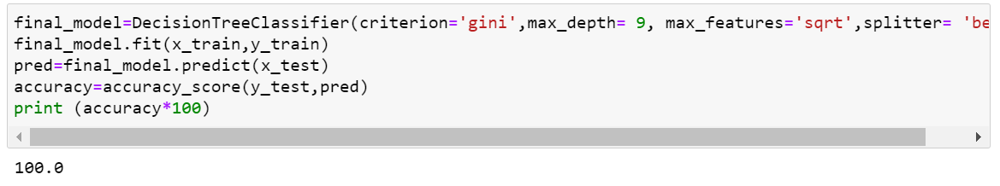 final_model=DecisionTreeClassifier(criterion='gini',max_depth= 9, max_features='sqrt',splitter= 'be
final_model.fit(x_train,y_train)
pred=final_model.predict(x_test)
accuracy=accuracy_score(y_test,pred)
print (accuracy*100)
100.0